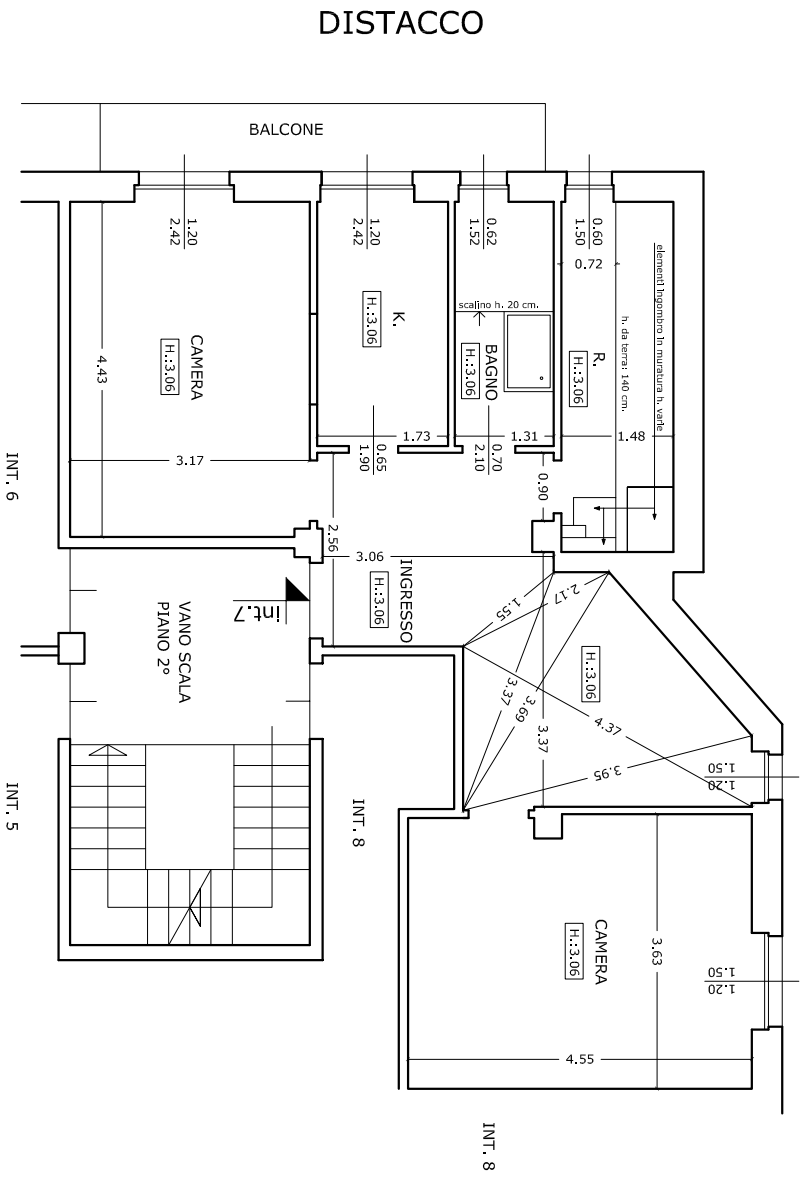 DISTACCO
BALCONE
1.20
2.42
1.20
2.42
0.62
1.52
0.60
1.50
0.72
elementi ingombro in muratura h. varie
h. da terra: 140 cm.
scalino h. 20 cm.
CAMERA
H.:3.06
K.
H.:3.06
BAGNO
H.:3.06
R.
H.:3.06
4.43
3.17
1.73
1.31
1.48
0.65
1.90
0.70
2.10
0.90
INT. 6
2.56
3.06
INGRESSO
H.:3.06
int.7
VANO SCALA
PIANO 2°
1.55
2.17
H.:3.06
3.37
3.69
3.37
4.37
3.95
1.50
1.20
INT. 5
INT. 8
CAMERA
H.:3.06
3.63
1.50
1.20
4.55
INT. 8